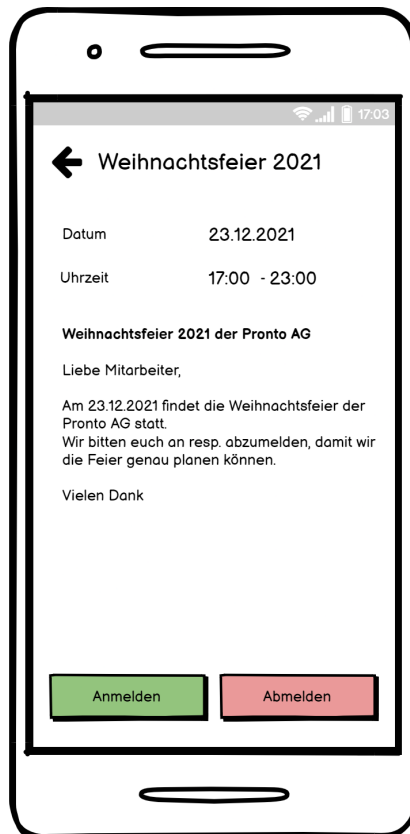 17:03
Weihnachtsfeier 2021
Datum 23.12.2021
Uhrzeit 17:00 - 23:00
Weihnachtsfeier 2021 der Pronto AG
Liebe Mitarbeiter,
Am 23.12.2021 findet die Weihnachtsfeier der
Pronto AG statt.
Wir bitten euch an resp. abzumelden, damit wir
die Feier genau planen können.
Vielen Dank
Anmelden Abmelden